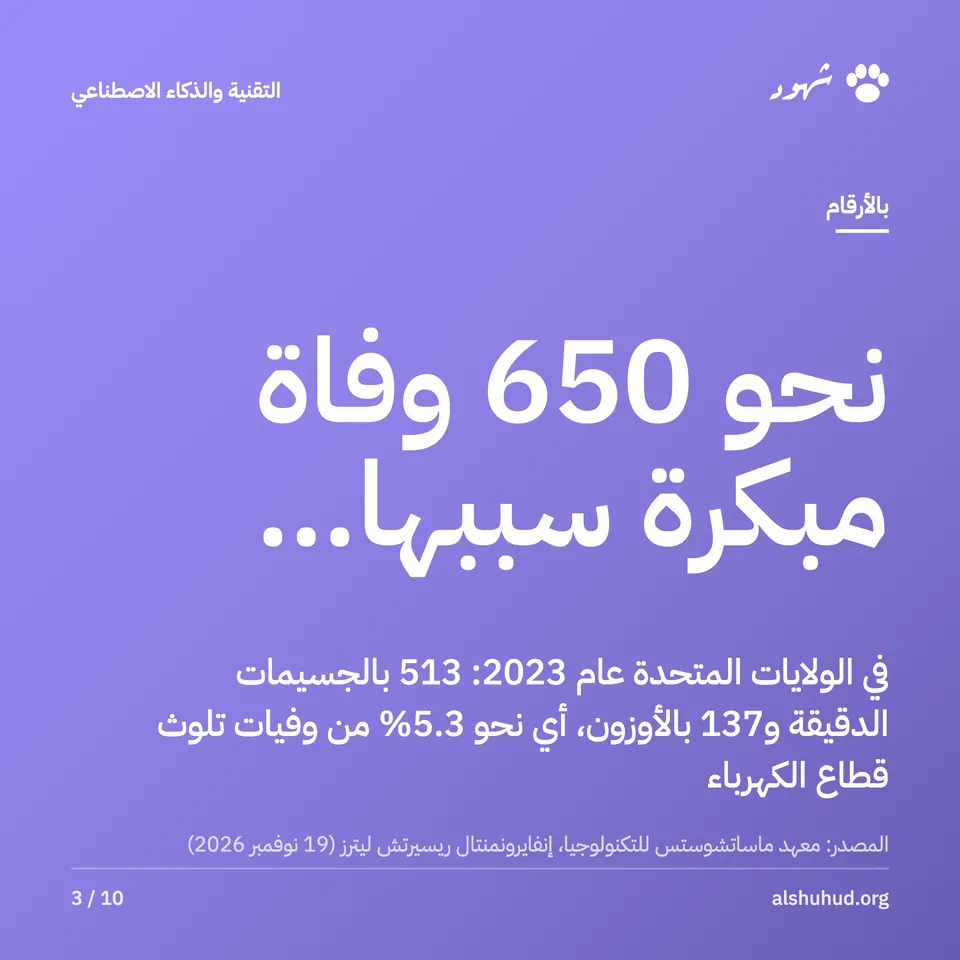 شهود
التقنية والذكاء الاصطناعي
بالأرقام
نحو 650 وفاة
مبكرة سببها...
في الولايات المتحدة عام 2023: 513 بالجسيمات
الدقيقة و137 بالأوزون، أي نحو 5.3% من وفيات تلوث
قطاع الكهرباء
المصدر: معهد ماساتشوستس للتكنولوجيا، إنفايرونمنتال ريسيرتش ليترز (19 نوفمبر 2026)
alshuhud.org
3 / 10